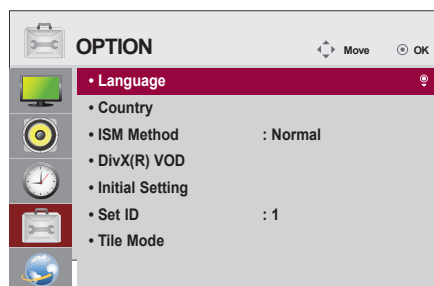 OPTION Move OK
• Language
• Country
• ISM Method : Normal
• DivX(R) VOD
• Initial Setting
• Set ID : 1
• Tile Mode